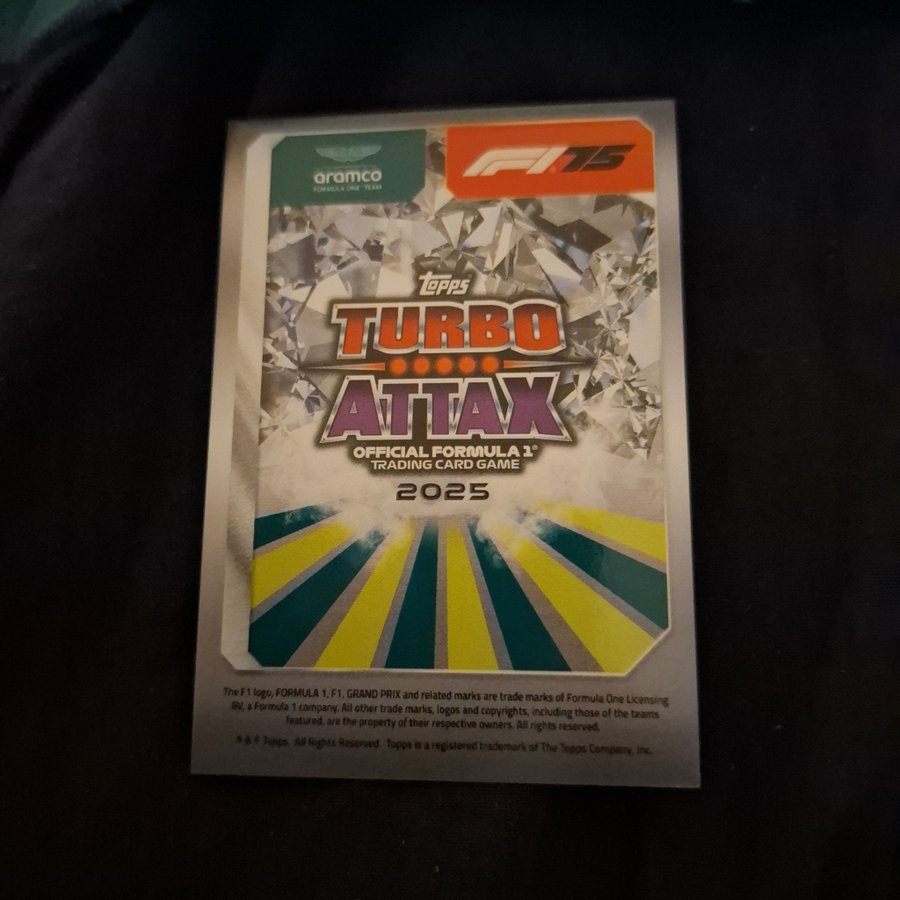 aramco
FORMULA ONE TEAM
F1 75
Topps
TURBO
ATTAX
OFFICIAL FORMULA 1®
TRADING CARD GAME
2025
The F1 logo, FORMULA 1, F1, GRAND PRIX and related marks are trade marks of Formula One Licensing
BV, a Formula 1 company. All other trade marks, logos and copyrights, including those of the teams
featured, are the property of their respective owners. All rights reserved.
® & © Topps. All Rights Reserved. Topps is a registered trademark of The Topps Company, Inc.